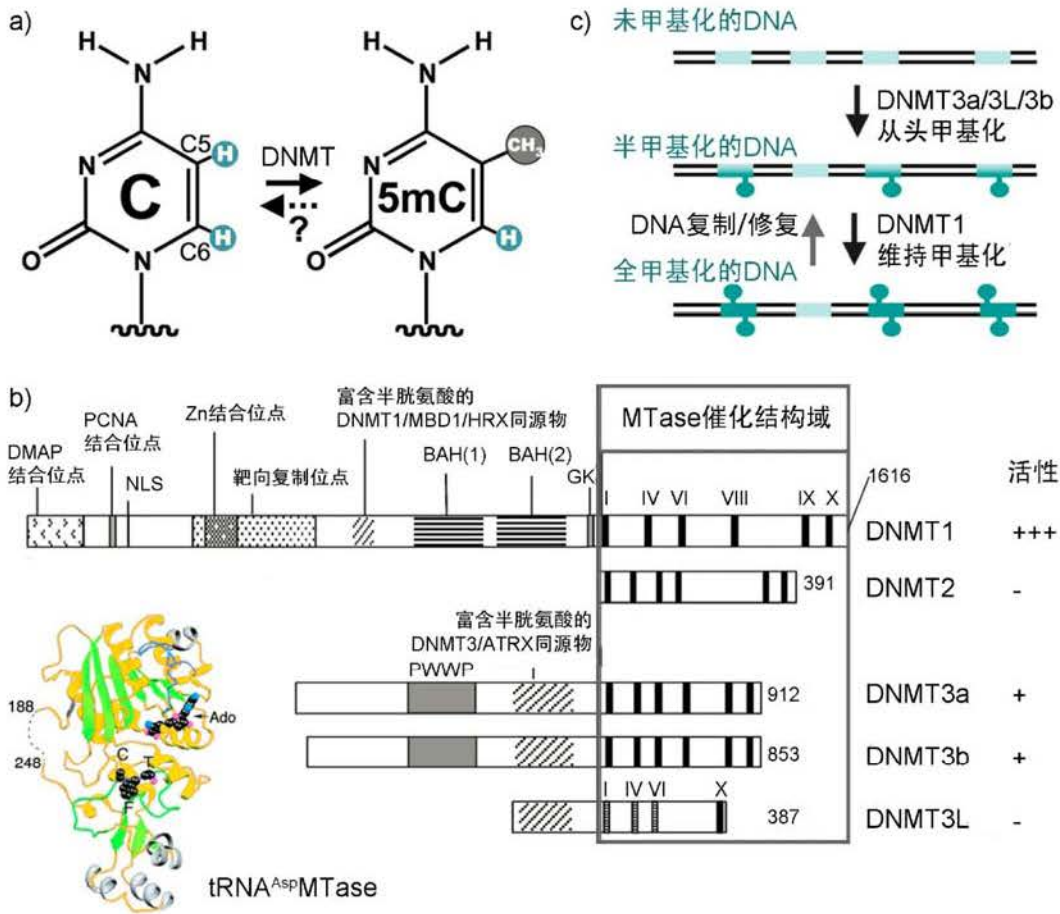 a)
H
H
N
C5
H
N
C
C6
H
O
N
DNMT
?
H
H
N
CH₃
N
5mC
H
O
N
c)
未甲基化的DNA
DNMT3a/3L/3b
从头甲基化
半甲基化的DNA
DNA复制/修复
DNMT1
维持甲基化
全甲基化的DNA
b)
DMAP
结合位点
PCNA
结合位点
NLS
Zn结合位点
靶向复制位点
富含半胱氨酸的
DNMT1/MBD1/HRX同源物
BAH(1)
BAH(2)
GK
MTase催化结构域
I IV VI VIII IX X
1616
活性
DNMT1
+++
391
DNMT2
-
富含半胱氨酸的
DNMT3/ATRX同源物
PWWP
912
DNMT3a
+
853
DNMT3b
+
I IV VI X
387
DNMT3L
-
188
248
Ado
C
T
F
tRNA^Asp MTase